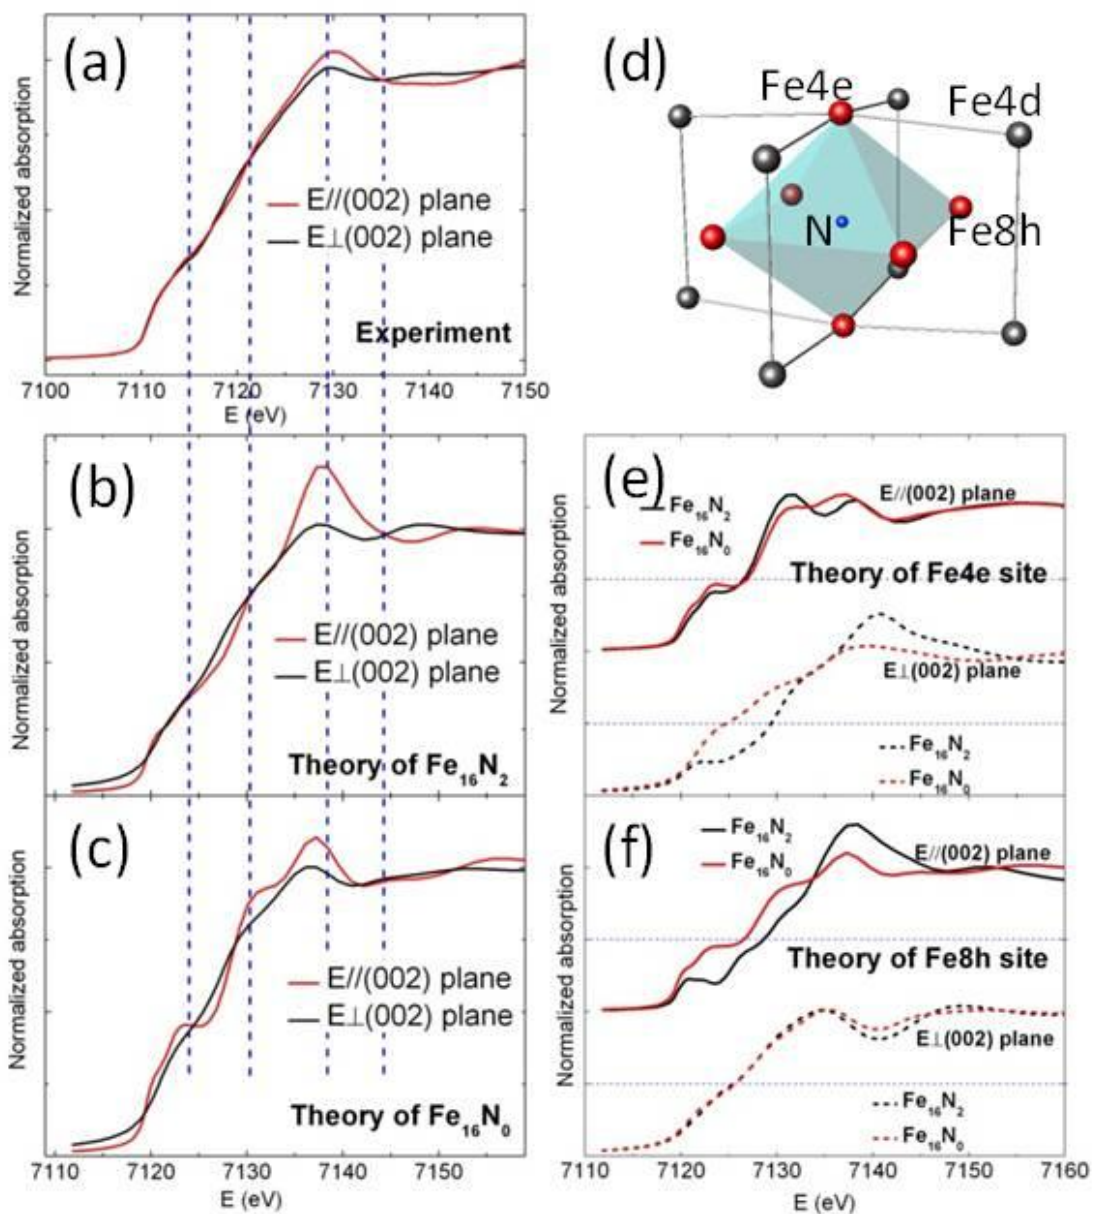 (a)
Normalized absorption
E//(002) plane
E⊥(002) plane
Experiment
7100 7110 7120 7130 7140 7150
E (eV)
(b)
Normalized absorption
E//(002) plane
E⊥(002) plane
Theory of Fe₁₆N₂
(c)
Normalized absorption
E//(002) plane
E⊥(002) plane
Theory of Fe₁₆N₀
7110 7120 7130 7140 7150
E (eV)
(d)
Fe4e
Fe4d
N
Fe8h
(e)
Normalized absorption
Fe₁₆N₂
Fe₁₆N₀
E//(002) plane
Theory of Fe4e site
E⊥(002) plane
Fe₁₆N₂
Fe₁₆N₀
(f)
Normalized absorption
Fe₁₆N₂
Fe₁₆N₀
E//(002) plane
Theory of Fe8h site
E⊥(002) plane
Fe₁₆N₂
Fe₁₆N₀
7110 7120 7130 7140 7150 7160
E (eV)